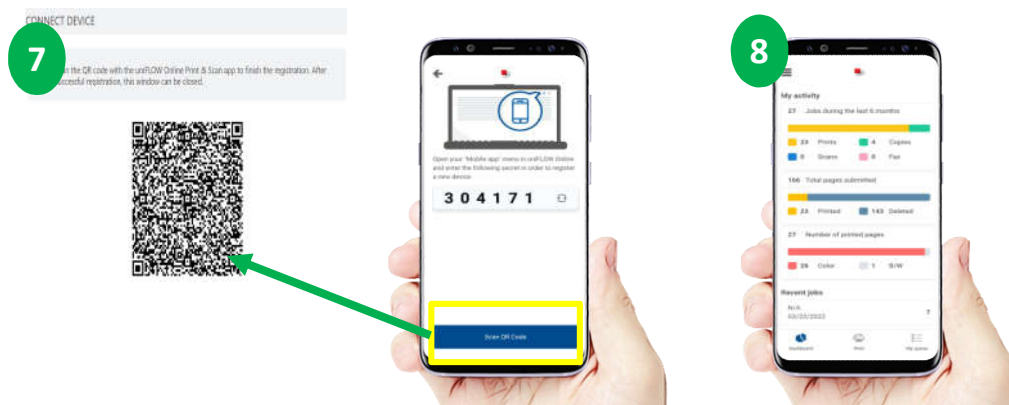 CONNECT DEVICE
7
in the QR code with the uniFLOW Online Print & Scan app to finish the registration. After
successful registration, this window can be closed.
Open your 'Mobile app' menu in uniFLOW Online
and enter the following secret in order to register
a new device
304171
Scan QR Code
8
My activity
27 Jobs during the last 6 months
23 Prints 4 Copies
0 Scans 0 Fax
166 Total pages submitted
23 Printed 143 Deleted
27 Number of printed pages
26 Color 1 B/W
Recent jobs
N/A
03/23/2022
7
Dashboard Print My queue